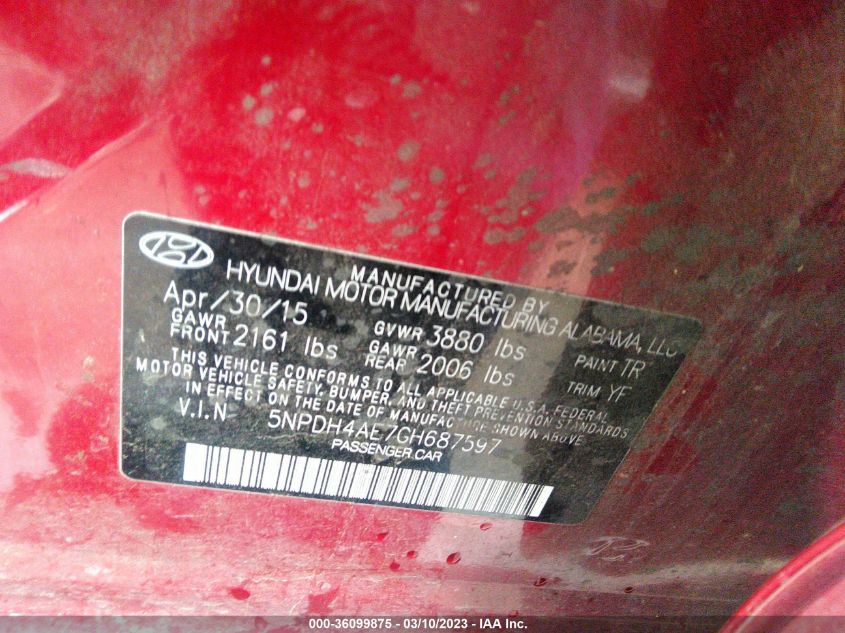 MANUFACTURED BY
HYUNDAI MOTOR MANUFACTURING ALABAMA, LLC
Apr/30/15
GAWR FRONT 2161 lbs
GVWR 3880 lbs
GAWR REAR 2006 lbs
PAINT TR
TRIM YF
THIS VEHICLE CONFORMS TO ALL APPLICABLE U.S.A. FEDERAL
MOTOR VEHICLE SAFETY, BUMPER, AND THEFT PREVENTION STANDARDS
IN EFFECT ON THE DATE OF MANUFACTURE SHOWN ABOVE
V.I.N 5NPDH4AE7GH687597
PASSENGER CAR
000-36099875 - 03/10/2023 - IAA Inc.